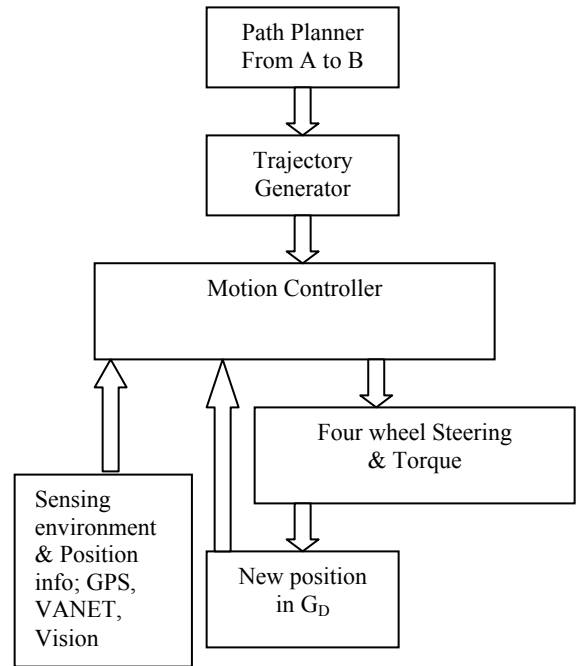 Path Planner
From A to B
Trajectory
Generator
Motion Controller
Four wheel Steering
& Torque
Sensing
environment
& Position
info; GPS,
VANET,
Vision
New position
in G_D